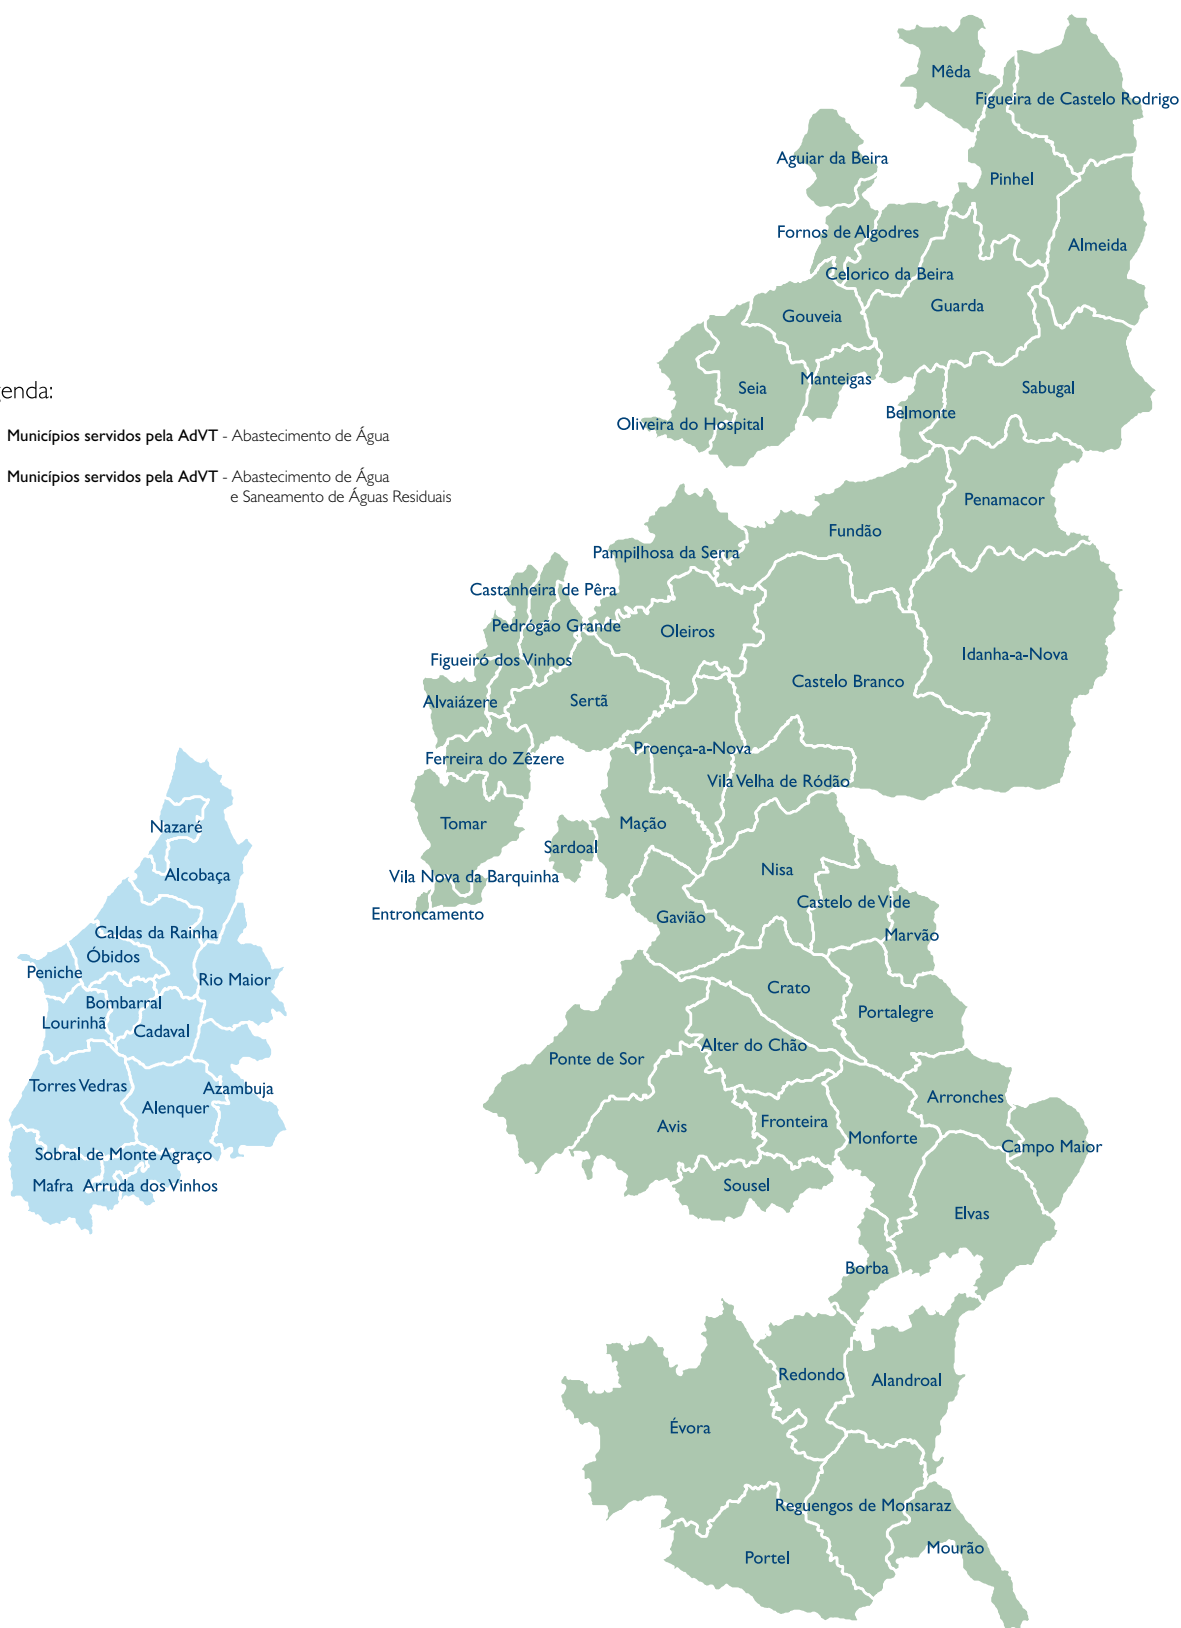 Mêda
Figueira de Castelo Rodrigo
Aguiar da Beira
Pinhel
Fornos de Algodres
Almeida
Celorico da Beira
Guarda
Gouveia
Manteigas
Seia
Sabugal
enda:
Belmonte
Oliveira do Hospital
Municípios servidos pela AdVT - Abastecimento de Água
Municípios servidos pela AdVT - Abastecimento de Água
e Saneamento de Águas Residuais
Penamacor
Fundão
Pampilhosa da Serra
Castanheira de Pêra
Pedrógão Grande
Oleiros
Idanha-a-Nova
Figueiró dos Vinhos
Castelo Branco
Alvaiázere
Sertã
Proença-a-Nova
Ferreira do Zêzere
Vila Velha de Ródão
Tomar
Mação
Nazaré
Sardoal
Nisa
Alcobaça
Vila Nova da Barquinha
Castelo de Vide
Entroncamento
Gavião
Marvão
Caldas da Rainha
Óbidos
Peniche
Rio Maior
Crato
Bombarral
Portalegre
Lourinhã
Cadaval
Alter do Chão
Ponte de Sor
Torres Vedras
Azambuja
Arronches
Alenquer
Fronteira
Avis
Monforte
Campo Maior
Sobral de Monte Agraço
Mafra
Arruda dos Vinhos
Sousel
Elvas
Borba
Redondo
Alandroal
Évora
Reguengos de Monsaraz
Mourão
Portel